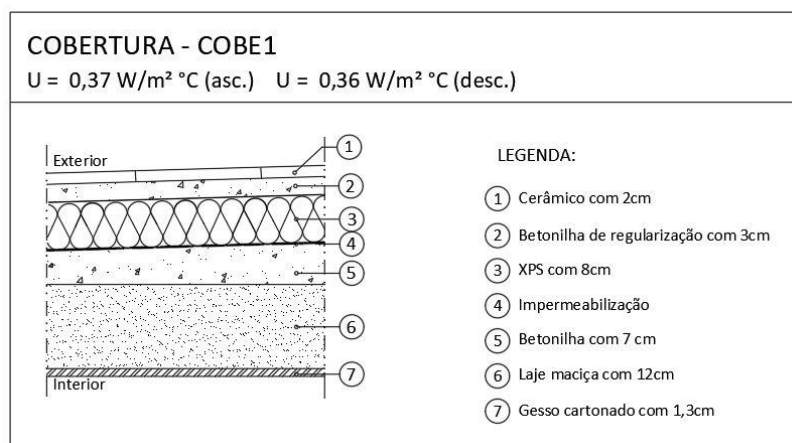 COBERTURA - COBE1
U = 0,37 W/m² °C (asc.) U = 0,36 W/m² °C (desc.)
Exterior
1
2
3
4
5
6
7
Interior
LEGENDA:
1 Cerâmico com 2cm
2 Betonilha de regularização com 3cm
3 XPS com 8cm
4 Impermeabilização
5 Betonilha com 7 cm
6 Laje maciça com 12cm
7 Gesso cartonado com 1,3cm